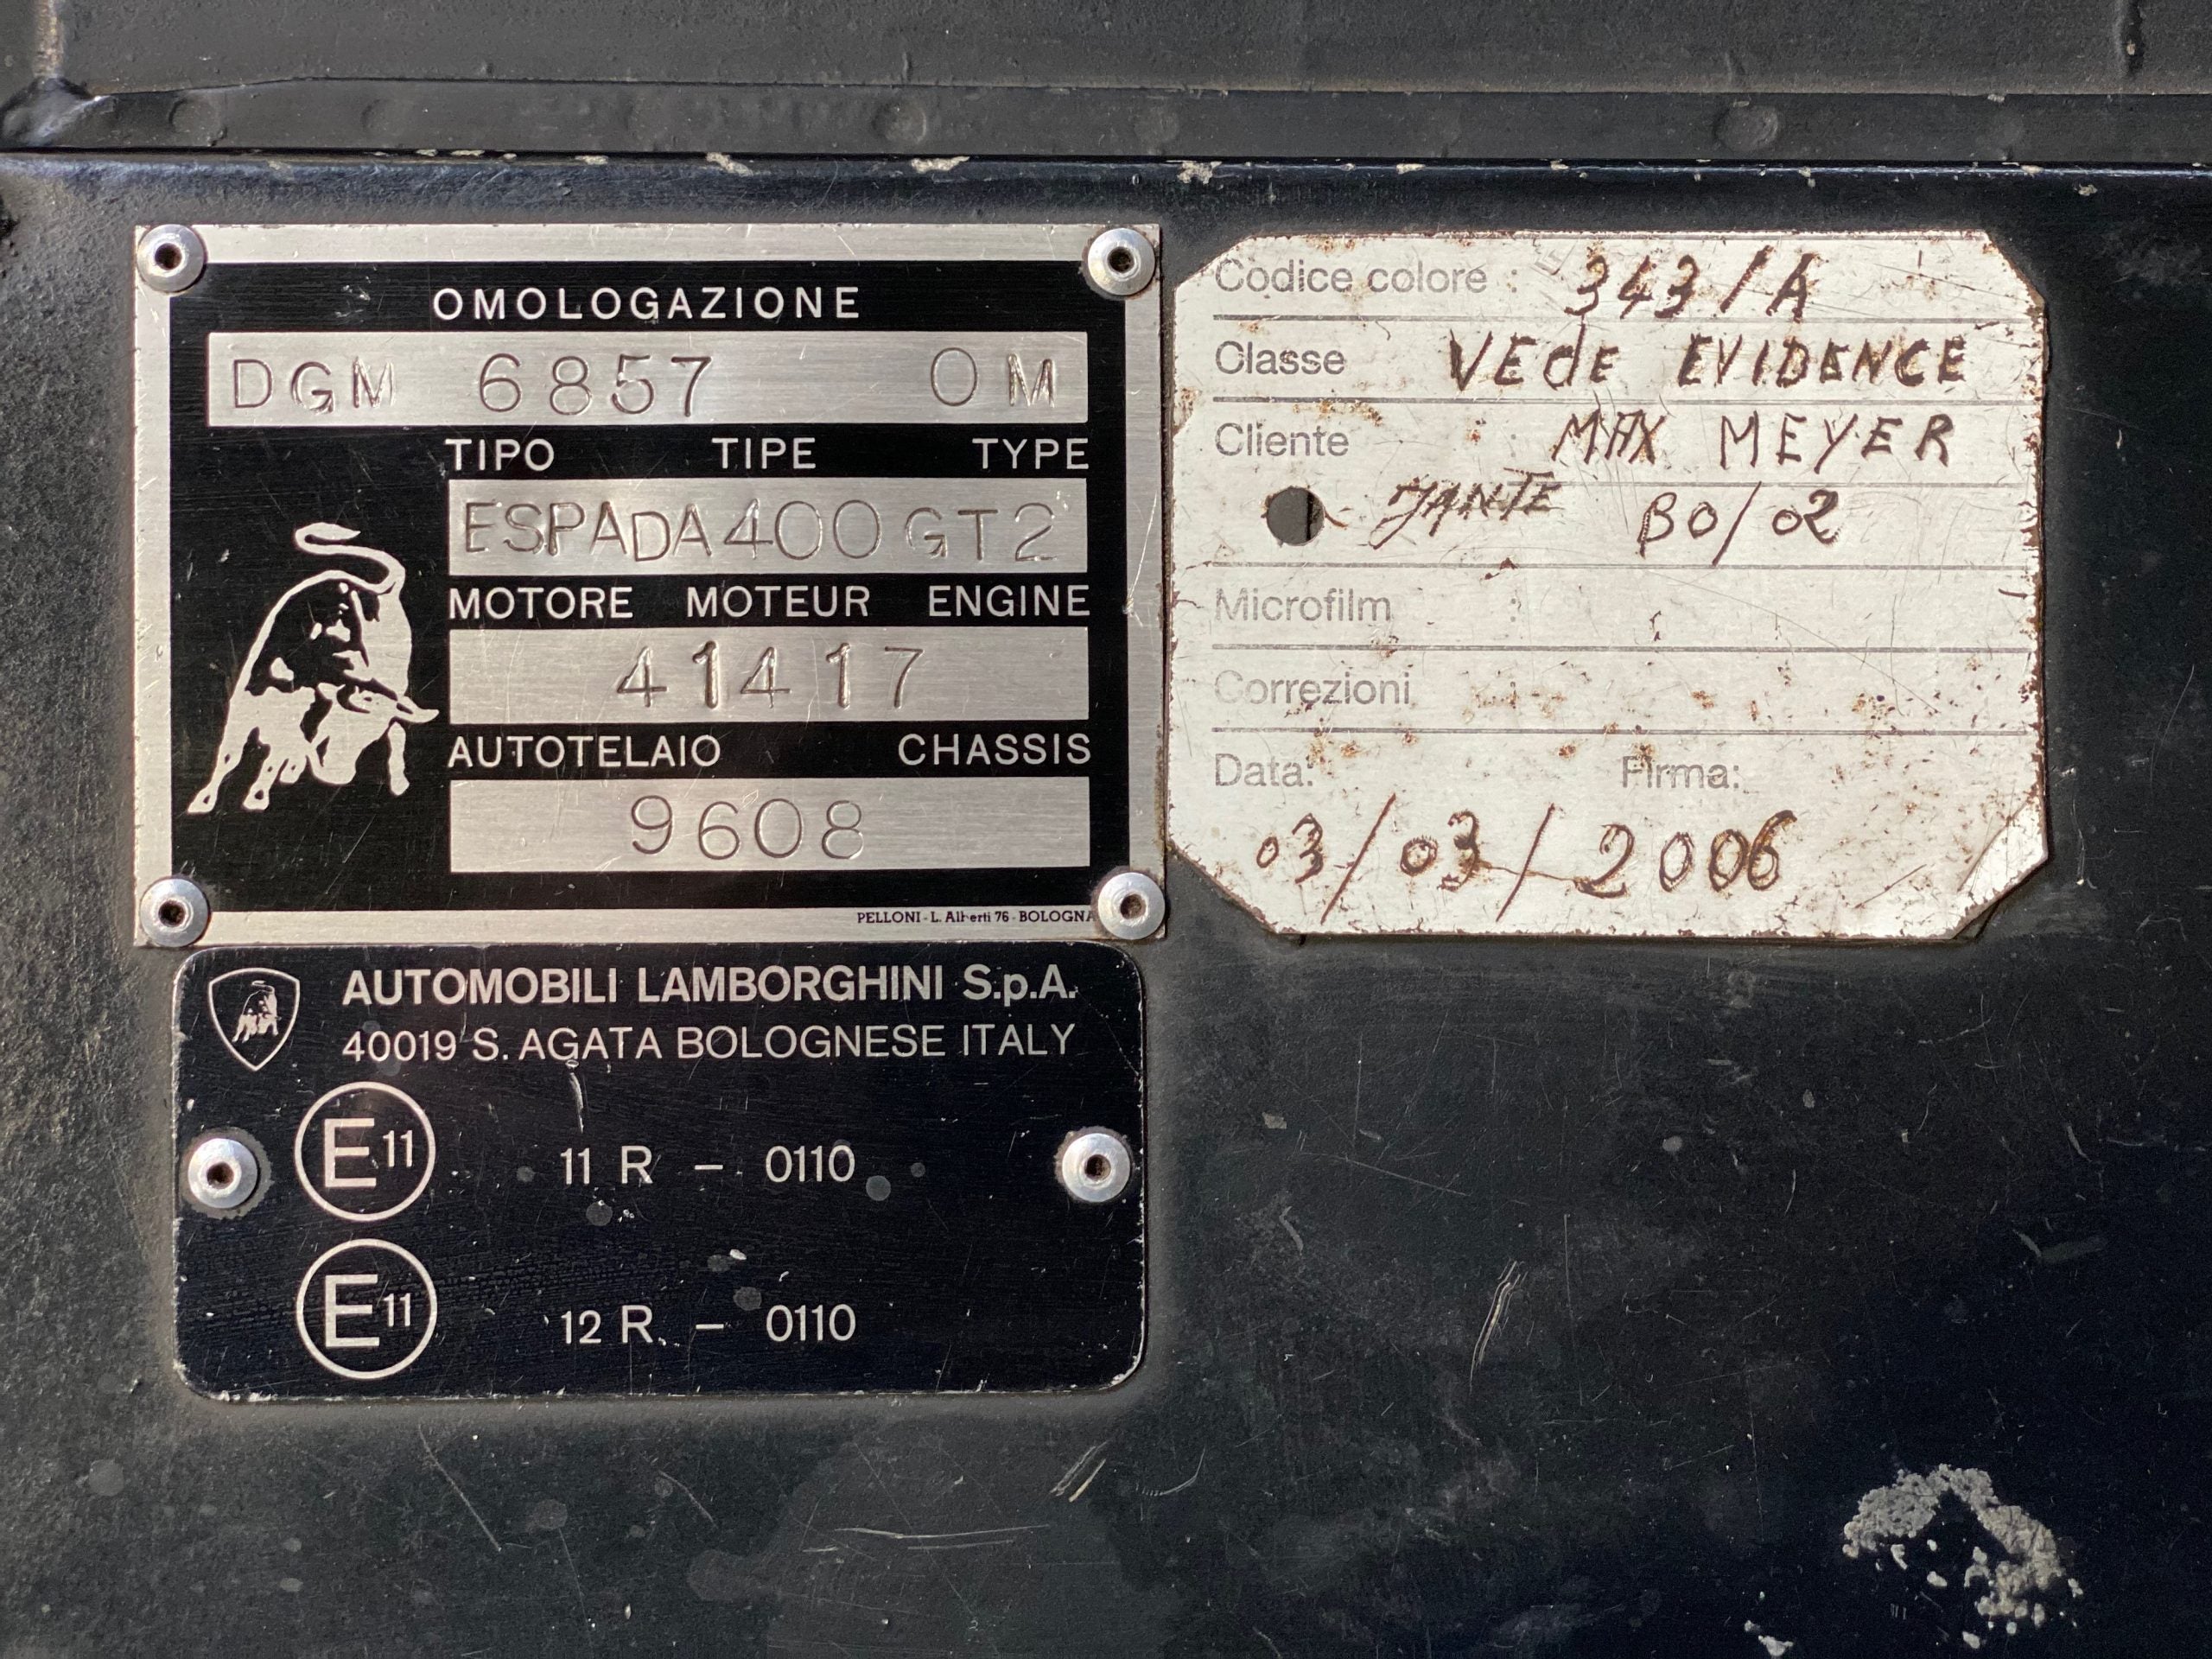 OMOLOGAZIONE
DGM 6857 OM
TIPO TIPE TYPE
ESPADA 400 GT2
MOTORE MOTEUR ENGINE
41417
AUTOTELAIO CHASSIS
9608
PELLONI - L. Alberti 76 - BOLOGNA
AUTOMOBILI LAMBORGHINI S.p.A.
40019 S. AGATA BOLOGNESE ITALY
E11 11 R - 0110
E11 12 R - 0110
Codice colore : 343/A
Classe VEdE EVIDENCE
Cliente : MAX MEYER
JANTE BO/02
Microfilm :
Correzioni :
Data: Firma:
03/03/2006